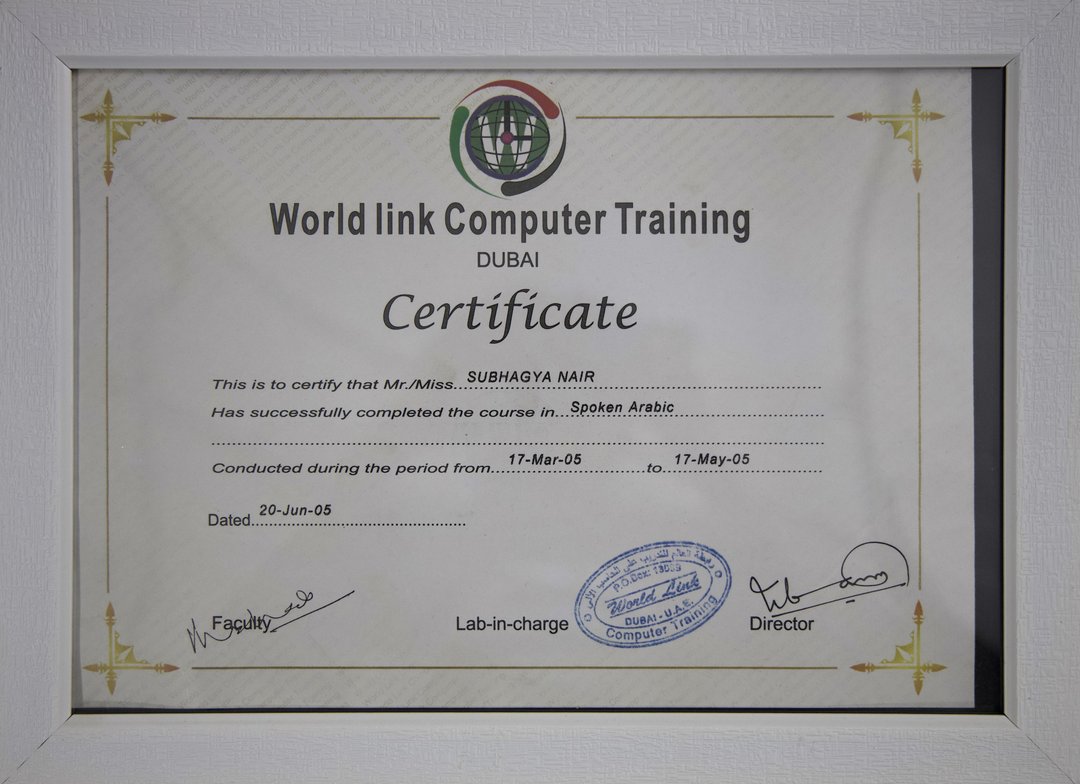 World link Computer Training
DUBAI
Certificate
This is to certify that Mr./Miss...SUBHAGYA NAIR
Has successfully completed the course in...Spoken Arabic
Conducted during the period from...17-Mar-05...to...17-May-05
Dated...20-Jun-05
Faculty
Lab-in-charge
Director
P.O.Box:
World Link
DUBAI - U.A.E.
Computer Training